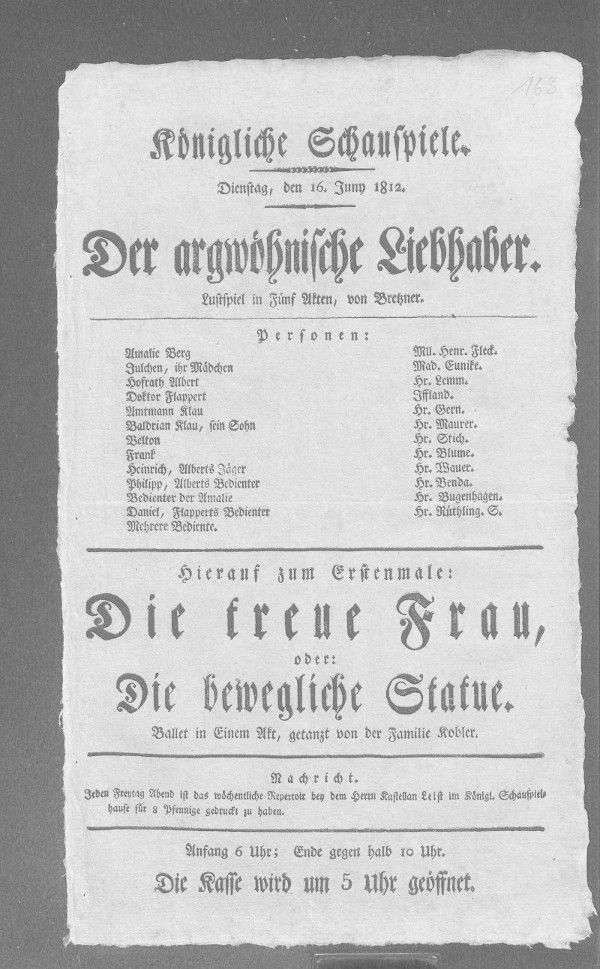 163
Königliche Schauspiele.
Dienstag, den 16. Juny 1812.
Der argwöhnische Liebhaber.
Lustspiel in Fünf Akten, von Bretzner.
Personen:
Amalie Berg Mll. Henr. Fleck.
Julchen, ihr Mädchen Mad. Eunike.
Hofrath Albert Hr. Lemm.
Doktor Flappert Iffland.
Amtmann Klau Hr. Gern.
Baldrian Klau, sein Sohn Hr. Maurer.
Belton Hr. Stich.
Frank Hr. Blume.
Heinrich, Alberts Jäger Hr. Wauer.
Philipp, Alberts Bedienter Hr. Benda.
Bedienter der Amalie Hr. Bugenhagen.
Daniel, Flapperts Bedienter Hr. Rüthling. S.
Mehrere Bediente.
Hierauf zum Erstenmale:
Die treue Frau,
oder:
Die bewegliche Statue.
Ballet in Einem Akt, getanzt von der Familie Kobler.
Nachricht.
Jeden Freytag Abend ist das wöchentliche Repertoir bey dem Herrn Kastellan Leist im Königl. Schauspiel-
hause für 8 Pfennige gedruckt zu haben.
Anfang 6 Uhr; Ende gegen halb 10 Uhr.
Die Kasse wird um 5 Uhr geöffnet.